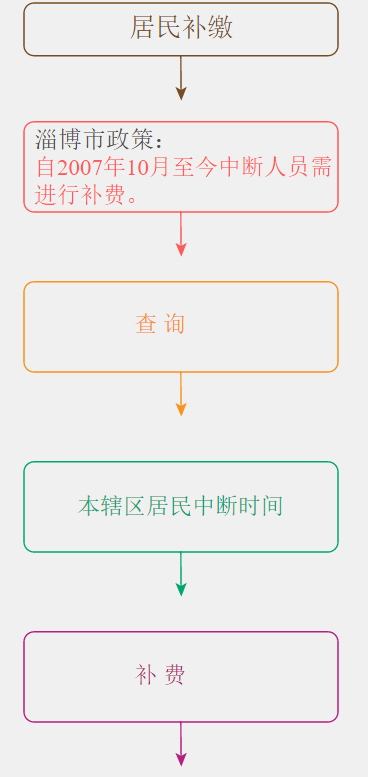 居民补缴
淄博市政策：
自2007年10月至今中断人员需
进行补费。
查 询
本辖区居民中断时间
补 费